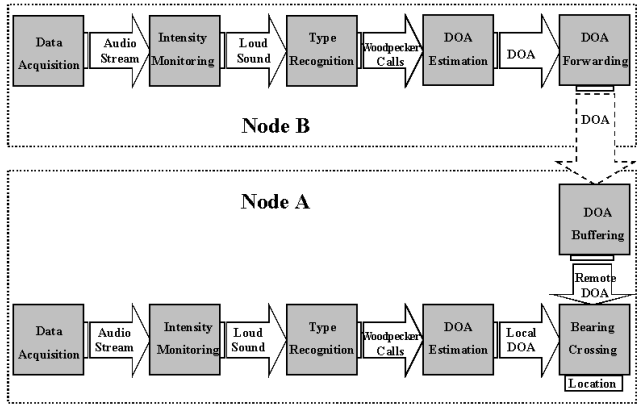 Data
Acquisition
Audio
Stream
Intensity
Monitoring
Loud
Sound
Type
Recognition
Woodpecker
Calls
DOA
Estimation
DOA
DOA
Forwarding
Node B
DOA
Node A
DOA
Buffering
Remote
DOA
Data
Acquisition
Audio
Stream
Intensity
Monitoring
Loud
Sound
Type
Recognition
Woodpecker
Calls
DOA
Estimation
Local
DOA
Bearing
Crossing
Location